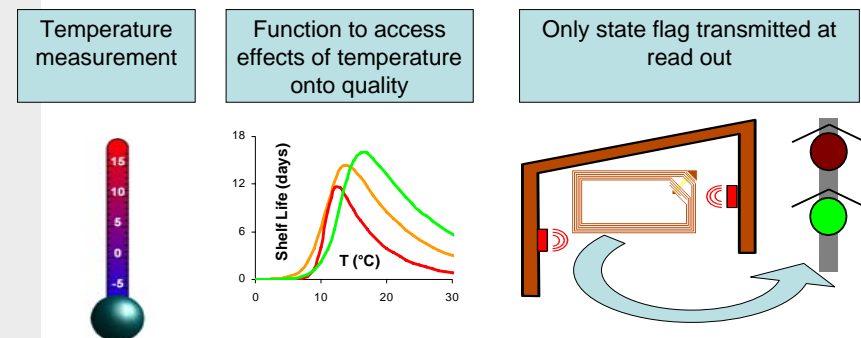 Temperature
measurement
Function to access
effects of temperature
onto quality
Only state flag transmitted at
read out
15
10
5
0
-5
18
12
6
0
Shelf Life (days)
T (°C)
0 10 20 30